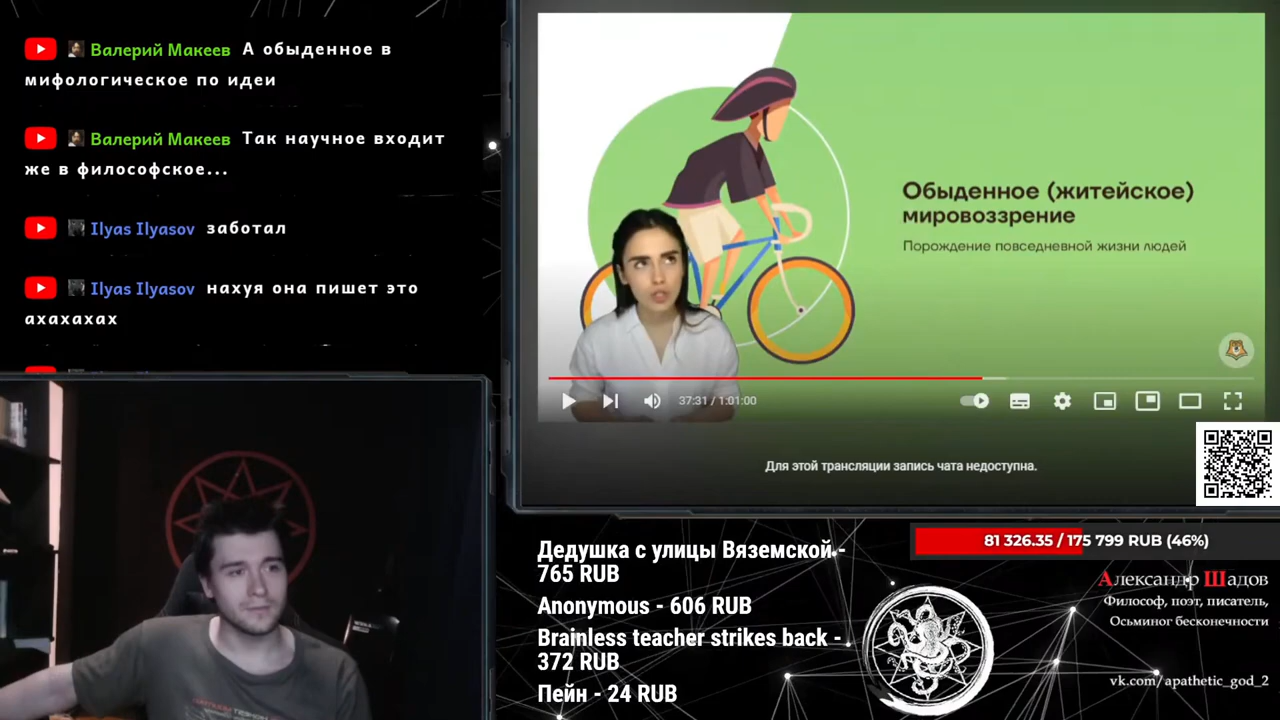 Валерий Макеев А обыденное в
мифологическое по идеи
Валерий Макеев Так научное входит
же в философское...
Ilyas Ilyasov заботал
Ilyas Ilyasov нахуя она пишет это
ахахахах
Обыденное (житейское)
мировоззрение
Порождение повседневной жизни людей
37:31 / 1:01:00
Для этой трансляции запись чата недоступна.
81 326.35 / 175 799 RUB (46%)
Дедушка с улицы Вяземской -
765 RUB
Anonymous - 606 RUB
Brainless teacher strikes back -
372 RUB
Пейн - 24 RUB
Александр Шадов
Философ, поэт, писатель,
Осьминог бесконечности
vk.com/apathetic_god_2